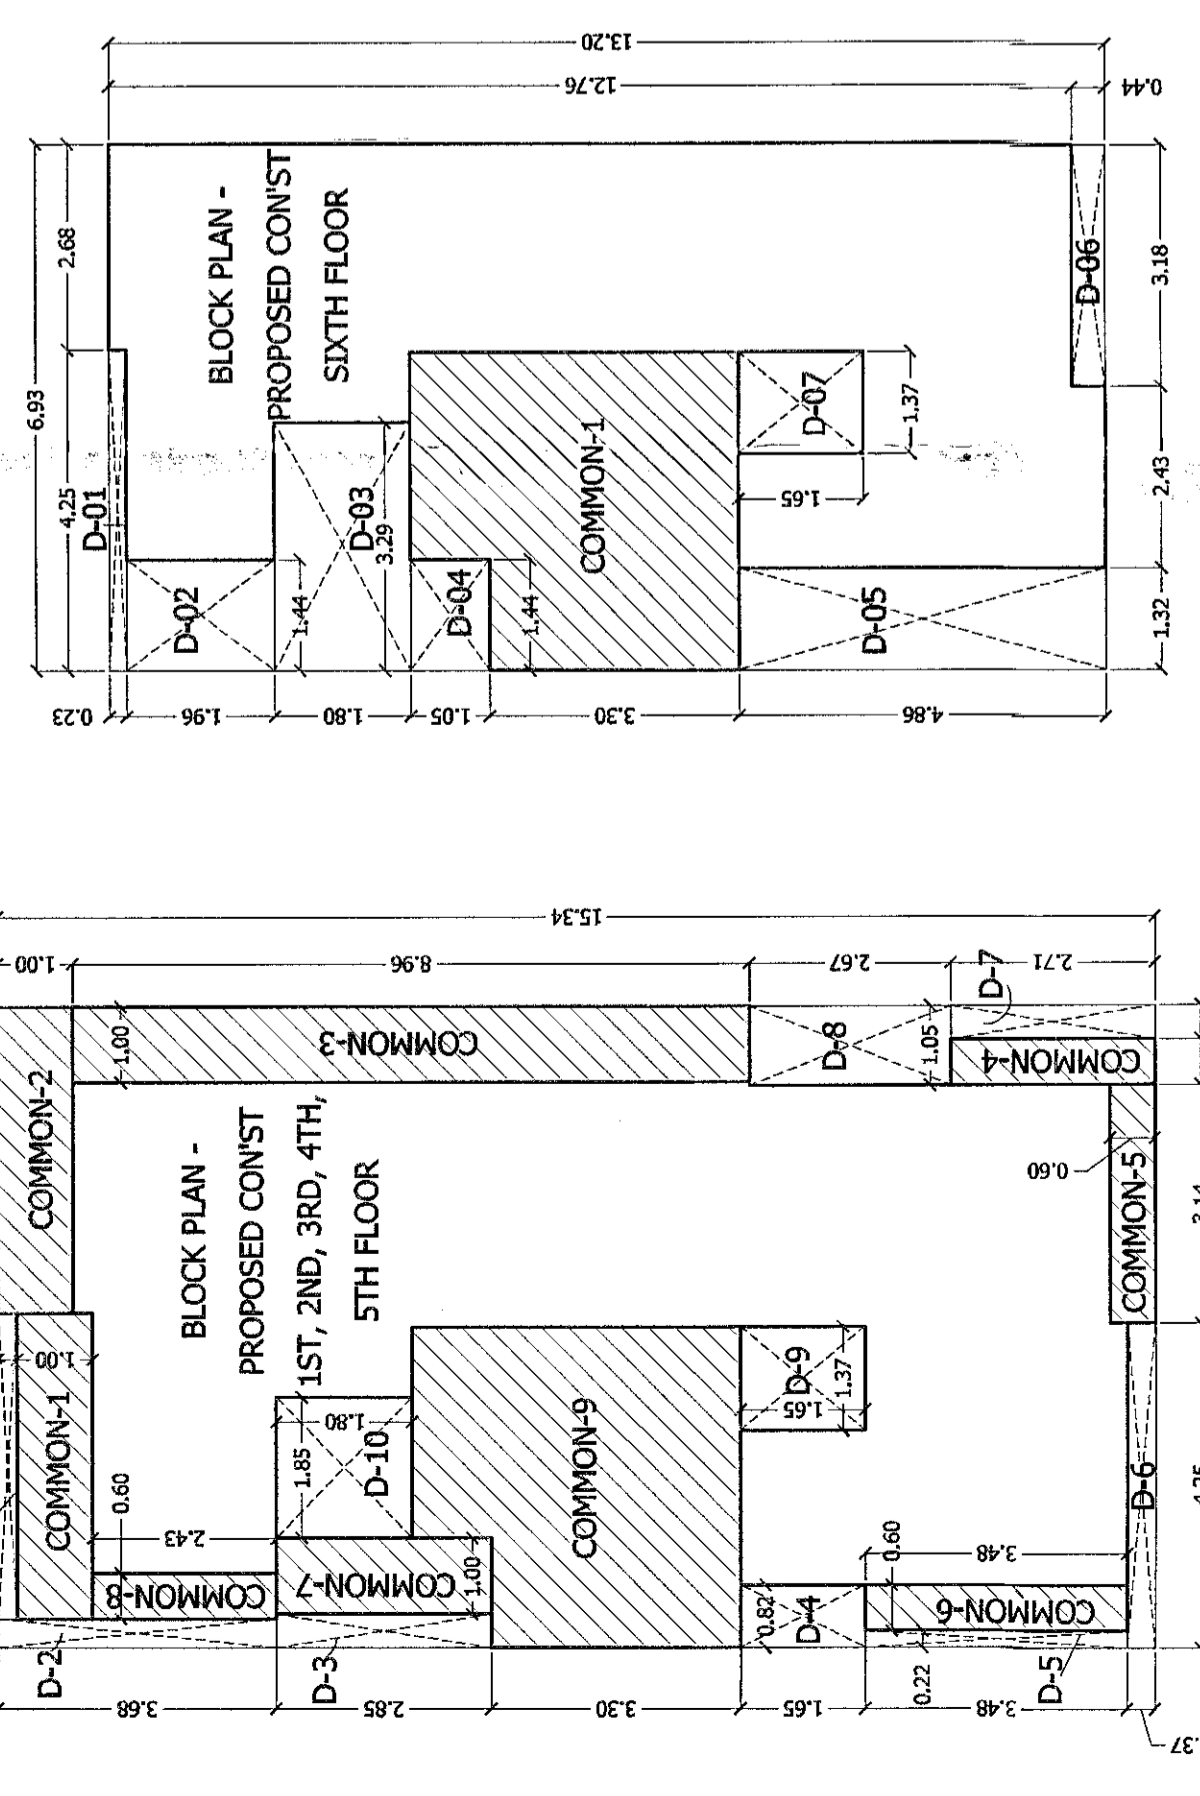 13.20
12.76
0.44
6.93
2.68
4.25
BLOCK PLAN -
PROPOSED CON'ST
SIXTH FLOOR
D-01
D-02
1.44
D-03
3.29
D-04
1.44
COMMON-1
D-07
1.65
1.37
D-05
D-06
3.18
2.43
1.32
0.23
1.96
1.80
1.05
3.30
4.86
15.34
1.00
8.96
2.67
2.71
D-7
COMMON-2
1.00
COMMON-3
D-8
1.05
COMMON-4
BLOCK PLAN -
PROPOSED CON'ST
1ST, 2ND, 3RD, 4TH,
5TH FLOOR
0.60
COMMON-5
1.00
COMMON-1
0.60
2.43
COMMON-8
1.85
1.80
D-10
COMMON-7
1.00
COMMON-9
D-9
1.65
1.37
D-6
0.82
D-4
0.60
3.48
COMMON-6
D-2
D-3
0.22
D-5
3.68
2.85
3.30
1.65
3.48
.37